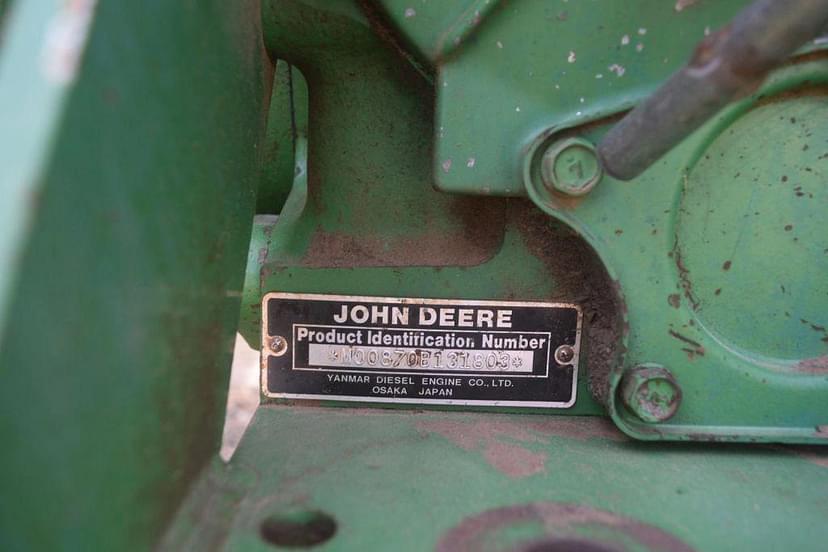 JOHN DEERE
Product Identification Number
*M00870B131803*
YANMAR DIESEL ENGINE CO., LTD.
OSAKA JAPAN